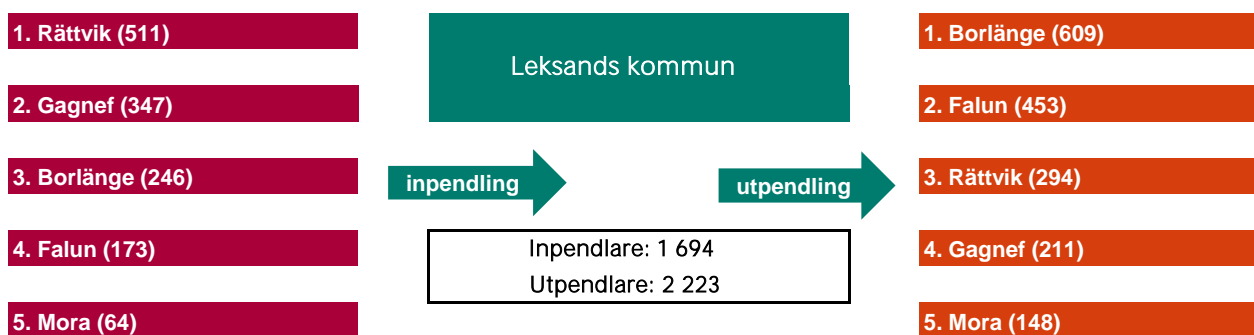 1. Rättvik (511)
2. Gagnef (347)
3. Borlänge (246)
4. Falun (173)
5. Mora (64)
Leksands kommun
inpendling
utpendling
Inpendlare: 1 694
Utpendlare: 2 223
1. Borlänge (609)
2. Falun (453)
3. Rättvik (294)
4. Gagnef (211)
5. Mora (148)